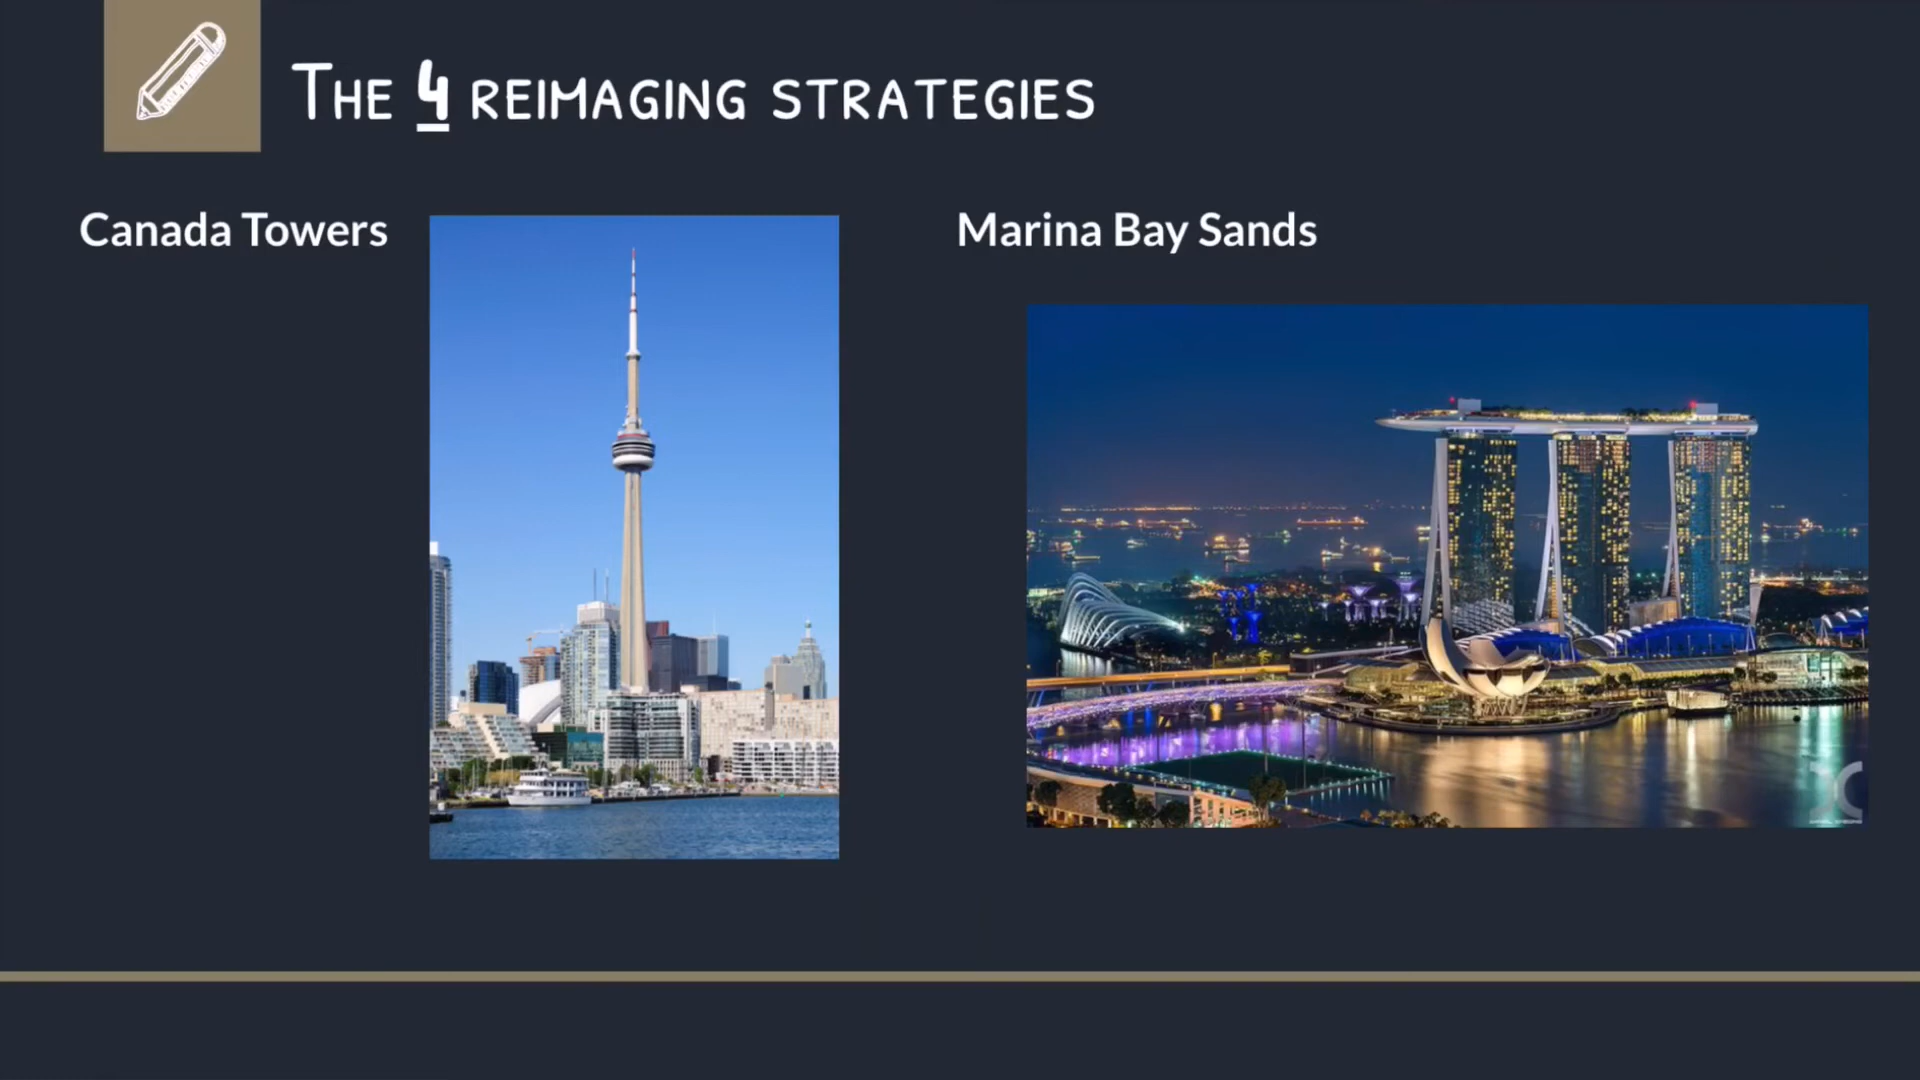 The 4 reimaging strategies
Canada Towers
Marina Bay Sands